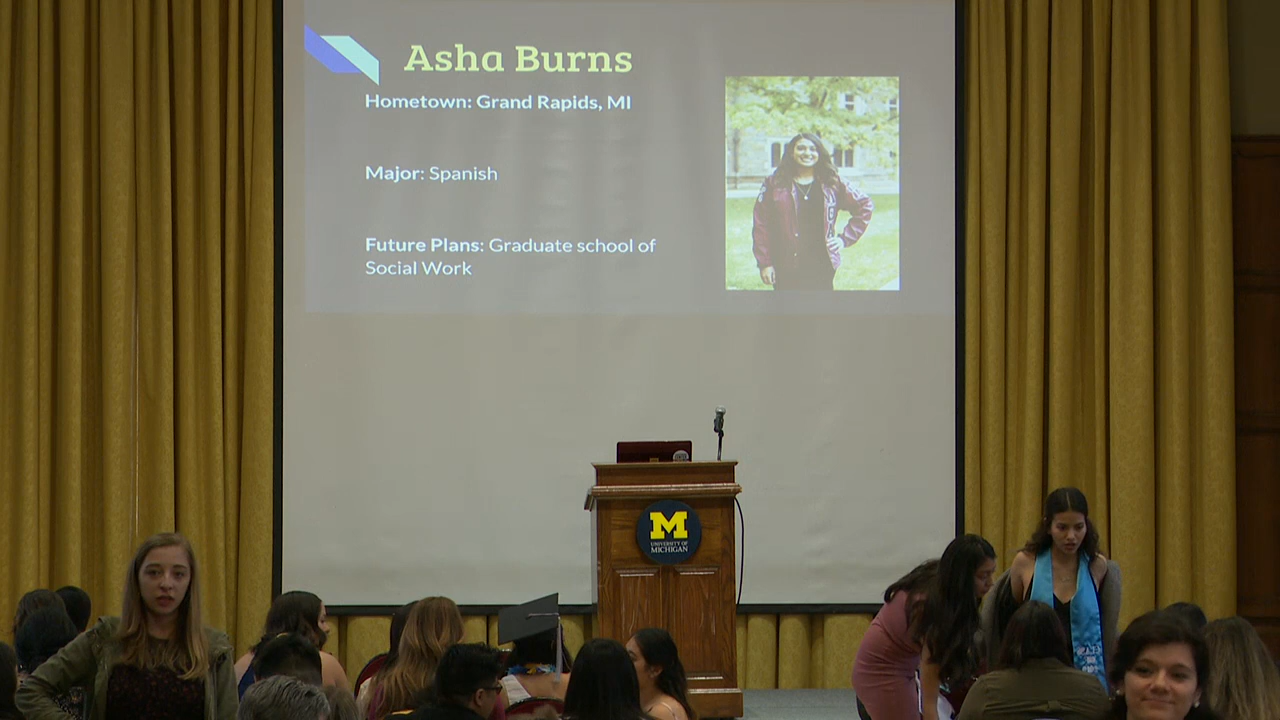 Asha Burns
Hometown: Grand Rapids, MI
Major: Spanish
Future Plans: Graduate school of
Social Work
M
UNIVERSITY OF
MICHIGAN